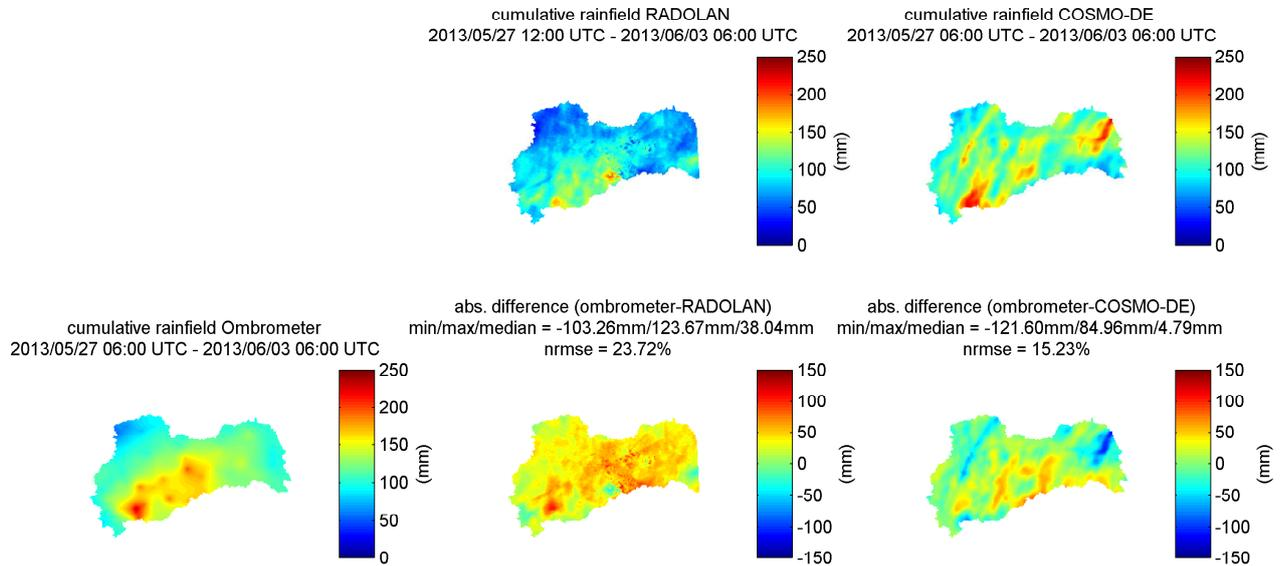 cumulative rainfield RADOLAN
2013/05/27 12:00 UTC - 2013/06/03 06:00 UTC
250
200
150
100
50
0
(mm)
cumulative rainfield COSMO-DE
2013/05/27 06:00 UTC - 2013/06/03 06:00 UTC
250
200
150
100
50
0
(mm)
cumulative rainfield Ombrometer
2013/05/27 06:00 UTC - 2013/06/03 06:00 UTC
250
200
150
100
50
0
(mm)
abs. difference (ombrometer-RADOLAN)
min/max/median = -103.26mm/123.67mm/38.04mm
nrmse = 23.72%
150
100
50
0
-50
-100
-150
(mm)
abs. difference (ombrometer-COSMO-DE)
min/max/median = -121.60mm/84.96mm/4.79mm
nrmse = 15.23%
150
100
50
0
-50
-100
-150
(mm)